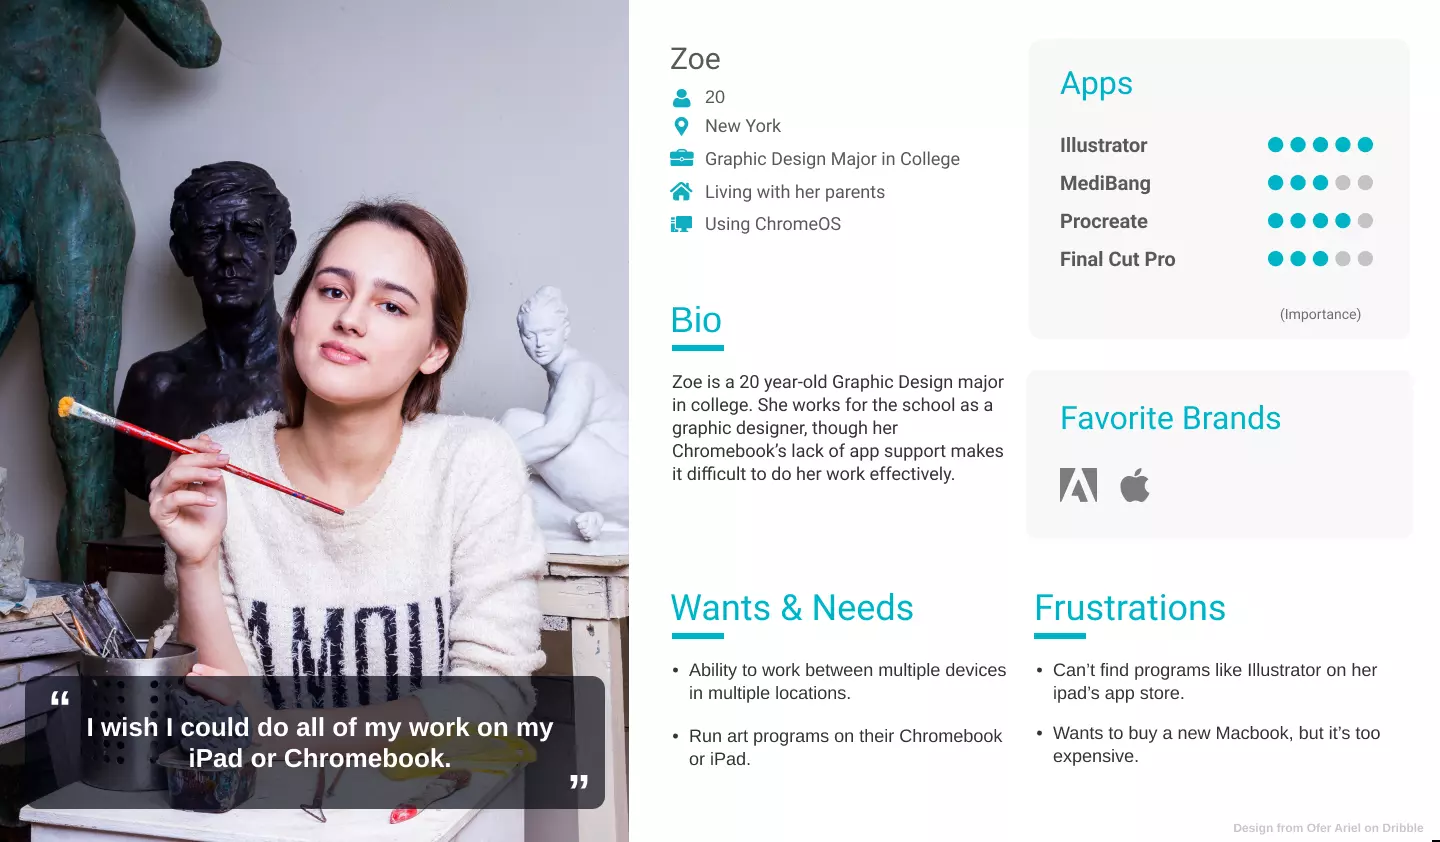 Zoe
20
New York
Graphic Design Major in College
Living with her parents
Using ChromeOS
Bio
Zoe is a 20 year-old Graphic Design major
in college. She works for the school as a
graphic designer, though her
Chromebook’s lack of app support makes
it difficult to do her work effectively.
Apps
Illustrator
MediBang
Procreate
Final Cut Pro
(Importance)
Favorite Brands
Wants & Needs
• Ability to work between multiple devices
in multiple locations.
• Run art programs on their Chromebook
or iPad.
Frustrations
• Can’t find programs like Illustrator on her
ipad’s app store.
• Wants to buy a new Macbook, but it’s too
expensive.
“ I wish I could do all of my work on my
iPad or Chromebook. ”
Design from Ofer Ariel on Dribble